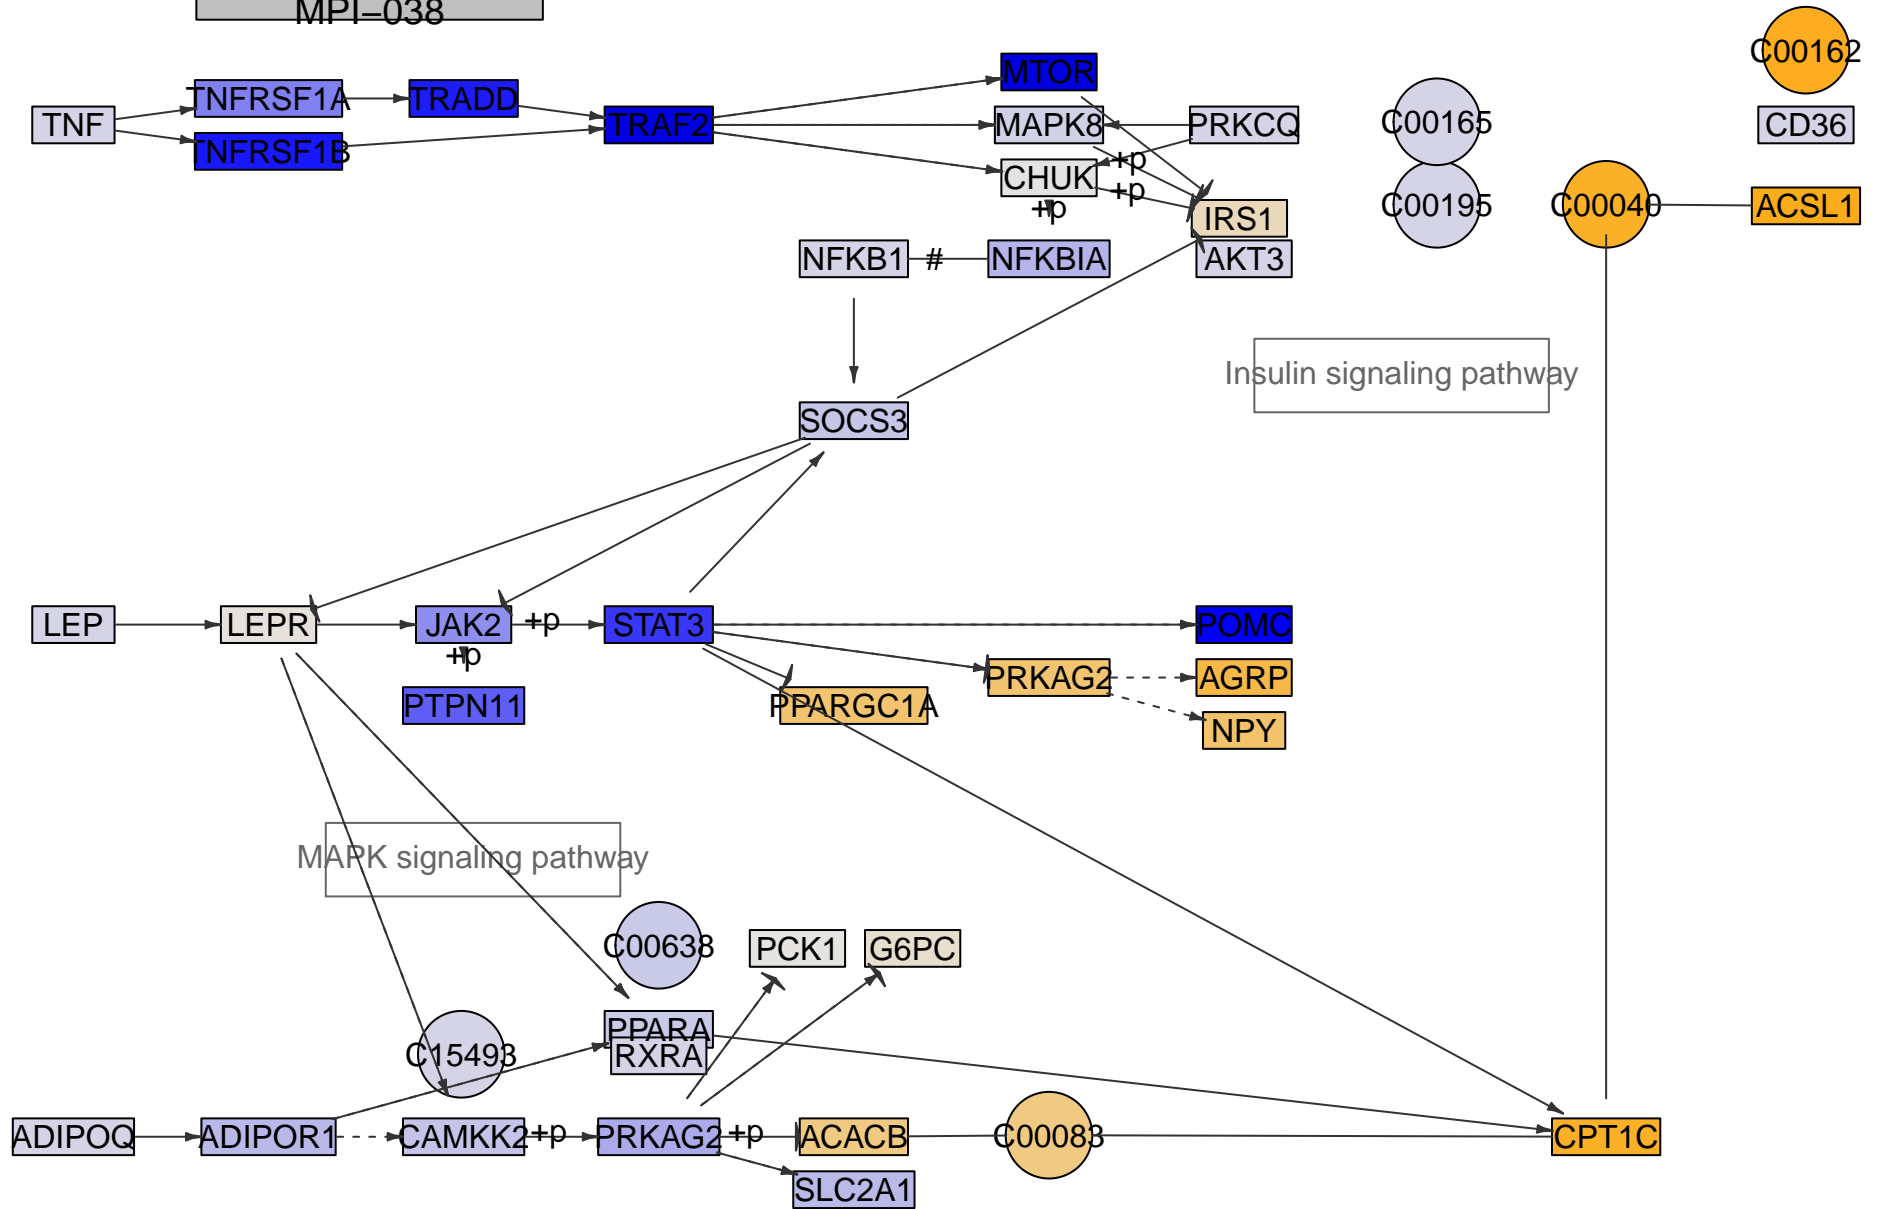 MPI−038
C00162
TNFRSF1A
TRADD
MTOR
TNF
TRAF2
MAPK8
PRKCQ
C00165
CD36
TNFRSF1B
+p
CHUK
+p
+p
IRS1
C00195
C00040
ACSL1
NFKB1
#
NFKBIA
AKT3
Insulin signaling pathway
SOCS3
LEP
LEPR
JAK2
+p
STAT3
POMC
+p
PRKAG2
AGRP
PTPN11
PPARGC1A
NPY
MAPK signaling pathway
C00638
PCK1
G6PC
PPARA
C15493
RXRA
ADIPOQ
ADIPOR1
CAMKK2
+p
PRKAG2
+p
ACACB
C00083
CPT1C
SLC2A1